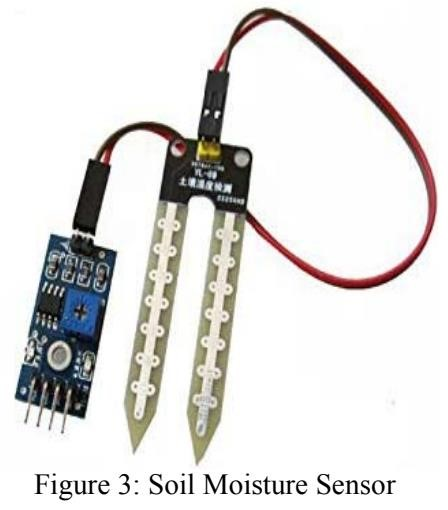 YL-69
土壤湿度检测
Figure 3: Soil Moisture Sensor